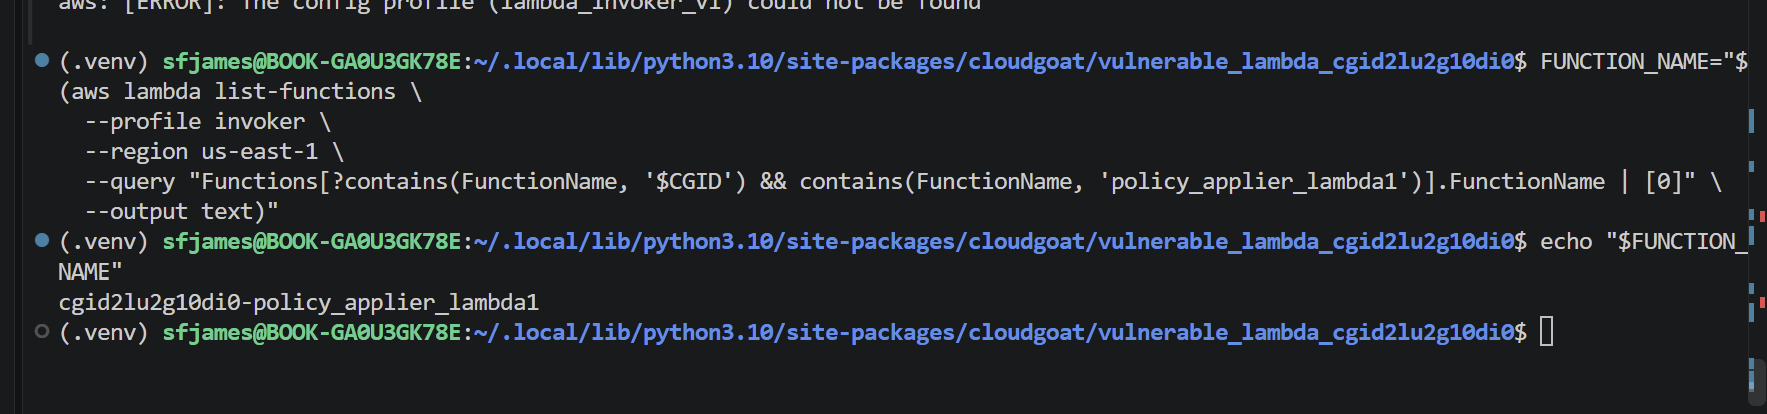 aws: [ERROR]: The config profile (lambda_invoker_v1) could not be found
(.venv) sfjames@BOOK-GA0U3GK78E:~/.local/lib/python3.10/site-packages/cloudgoat/vulnerable_lambda_cgid2lu2g10di0$ FUNCTION_NAME="$
(aws lambda list-functions \
--profile invoker \
--region us-east-1 \
--query "Functions[?contains(FunctionName, '$CGID') && contains(FunctionName, 'policy_applier_lambda1')].FunctionName | [0]" \
--output text)"
(.venv) sfjames@BOOK-GA0U3GK78E:~/.local/lib/python3.10/site-packages/cloudgoat/vulnerable_lambda_cgid2lu2g10di0$ echo "$FUNCTION_
NAME"
cgid2lu2g10di0-policy_applier_lambda1
(.venv) sfjames@BOOK-GA0U3GK78E:~/.local/lib/python3.10/site-packages/cloudgoat/vulnerable_lambda_cgid2lu2g10di0$